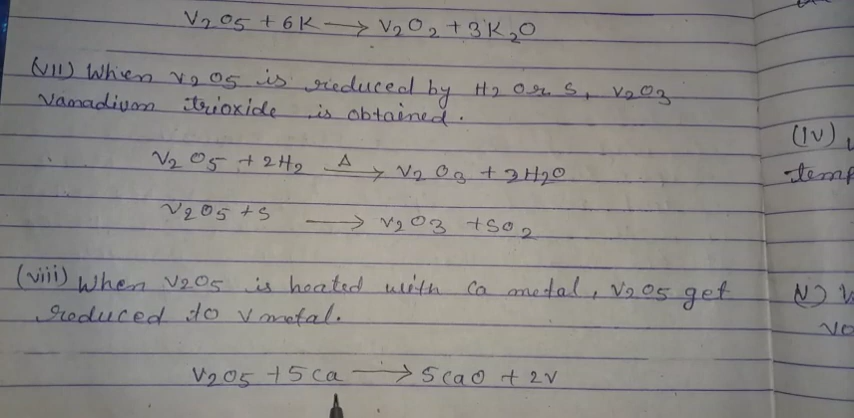 V2O5 + 6K → V2O2 + 3K2O
(vii) When V2O5 is reduced by H2 or S, V2O3
Vanadium trioxide is obtained.
V2O5 + 2H2 →Δ V2O3 + 3H2O
V2O5 + S → V2O3 + SO2
(viii) When V2O5 is heated with Ca metal, V2O5 get
reduced to V metal.
V2O5 + 5Ca → 5CaO + 2V
(iv)
temp